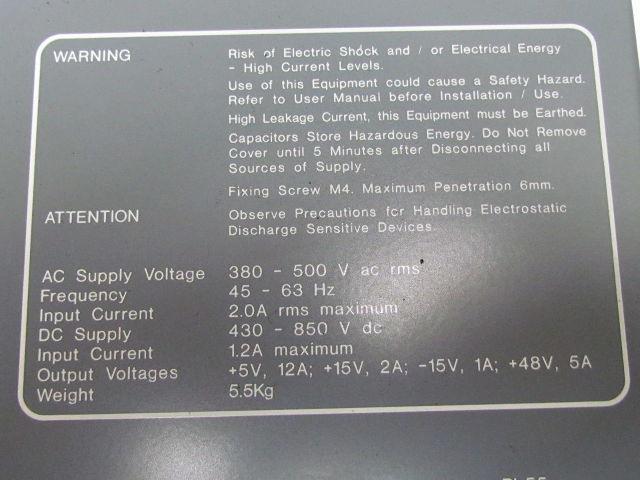 WARNING Risk of Electric Shock and / or Electrical Energy
- High Current Levels.
Use of this Equipment could cause a Safety Hazard.
Refer to User Manual before Installation / Use.
High Leakage Current, this Equipment must be Earthed.
Capacitors Store Hazardous Energy. Do Not Remove
Cover until 5 Minutes after Disconnecting all
Sources of Supply.
Fixing Screw M4. Maximum Penetration 6mm.
ATTENTION Observe Precautions for Handling Electrostatic
Discharge Sensitive Devices.
AC Supply Voltage 380 - 500 V ac rms
Frequency 45 - 63 Hz
Input Current 2.0A rms maximum
DC Supply 430 - 850 V dc
Input Current 1.2A maximum
Output Voltages +5V, 12A; +15V, 2A; -15V, 1A; +48V, 5A
Weight 5.5Kg